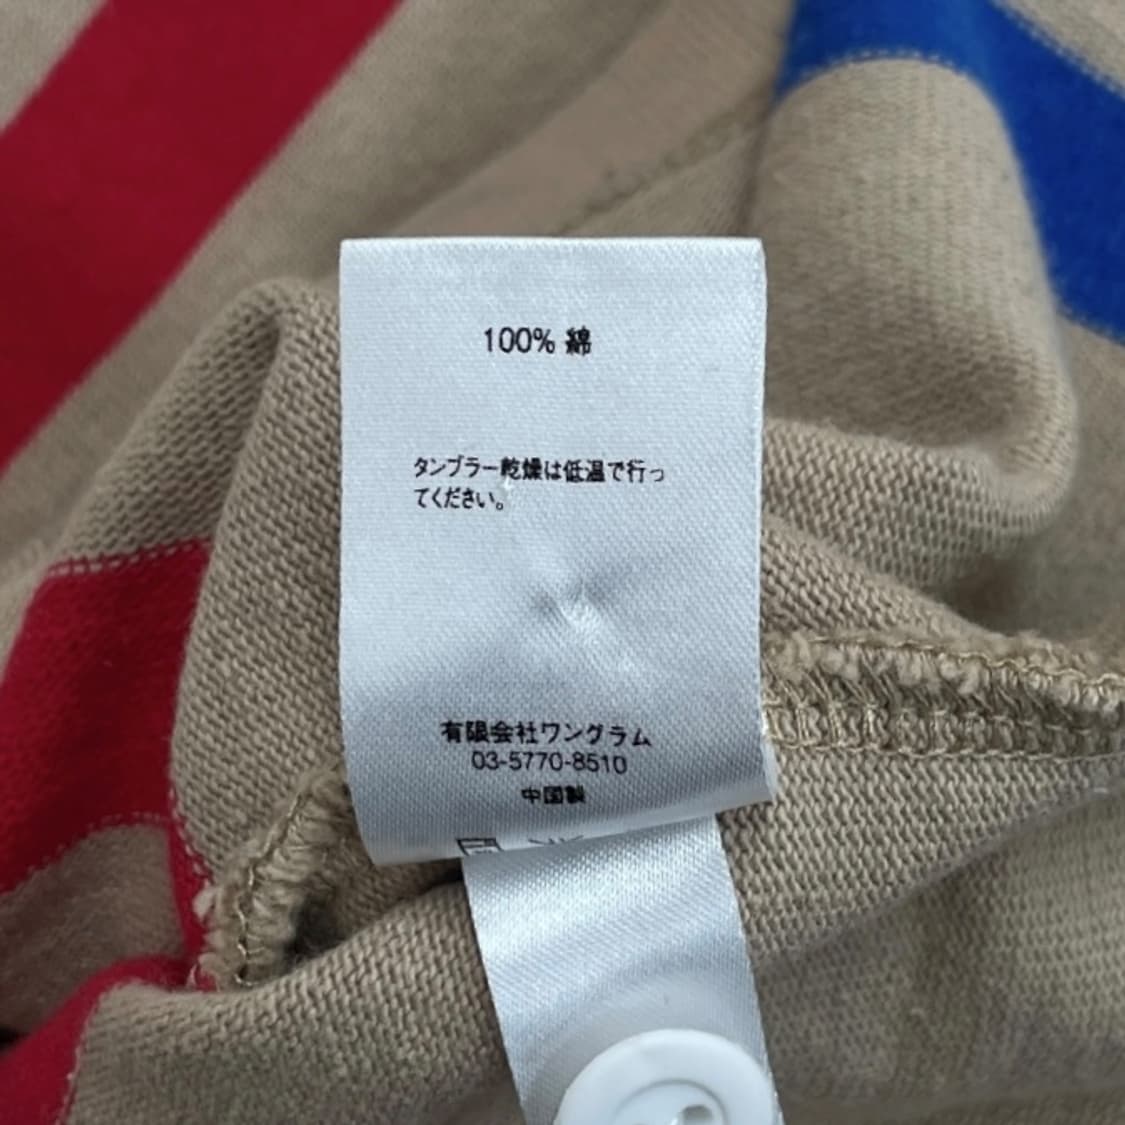 100% 綿
タンブラー乾燥は低温で行っ
てください。
有限会社ワングラム
03-5770-8510
中国製